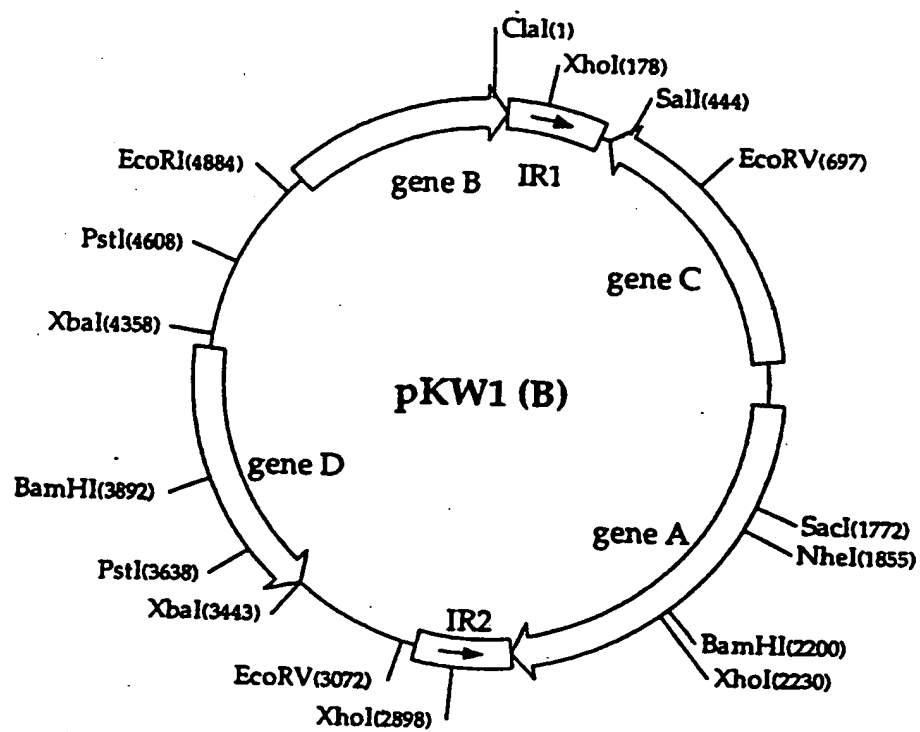 ClaI(1)
XhoI(178)
SalI(444)
EcoRV(697)
EcoRI(4884)
gene B
IR1
PstI(4608)
gene C
XbaI(4358)
pKW1 (B)
gene D
BamHI(3892)
gene A
SacI(1772)
NheI(1855)
PstI(3638)
XbaI(3443)
IR2
BamHI(2200)
EcoRV(3072)
XhoI(2230)
XhoI(2898)